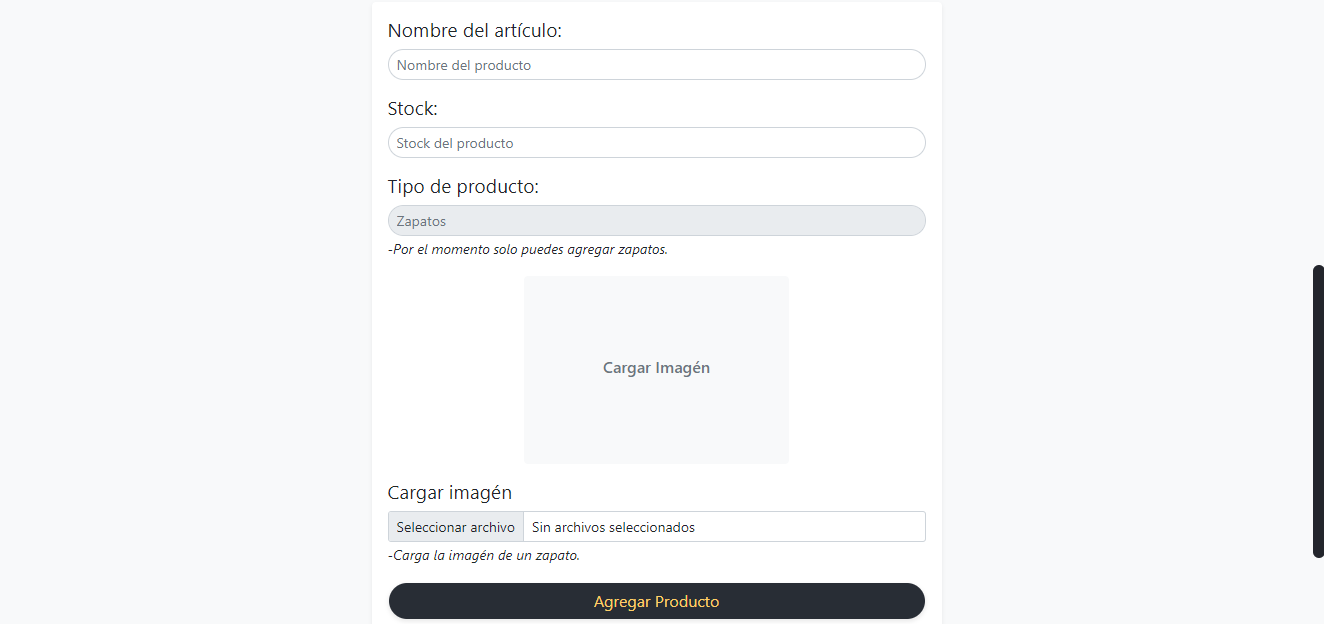 Nombre del artículo:
Nombre del producto
Stock:
Stock del producto
Tipo de producto:
Zapatos
-Por el momento solo puedes agregar zapatos.
Cargar Imagén
Cargar imagén
Seleccionar archivo Sin archivos seleccionados
-Carga la imagén de un zapato.
Agregar Producto